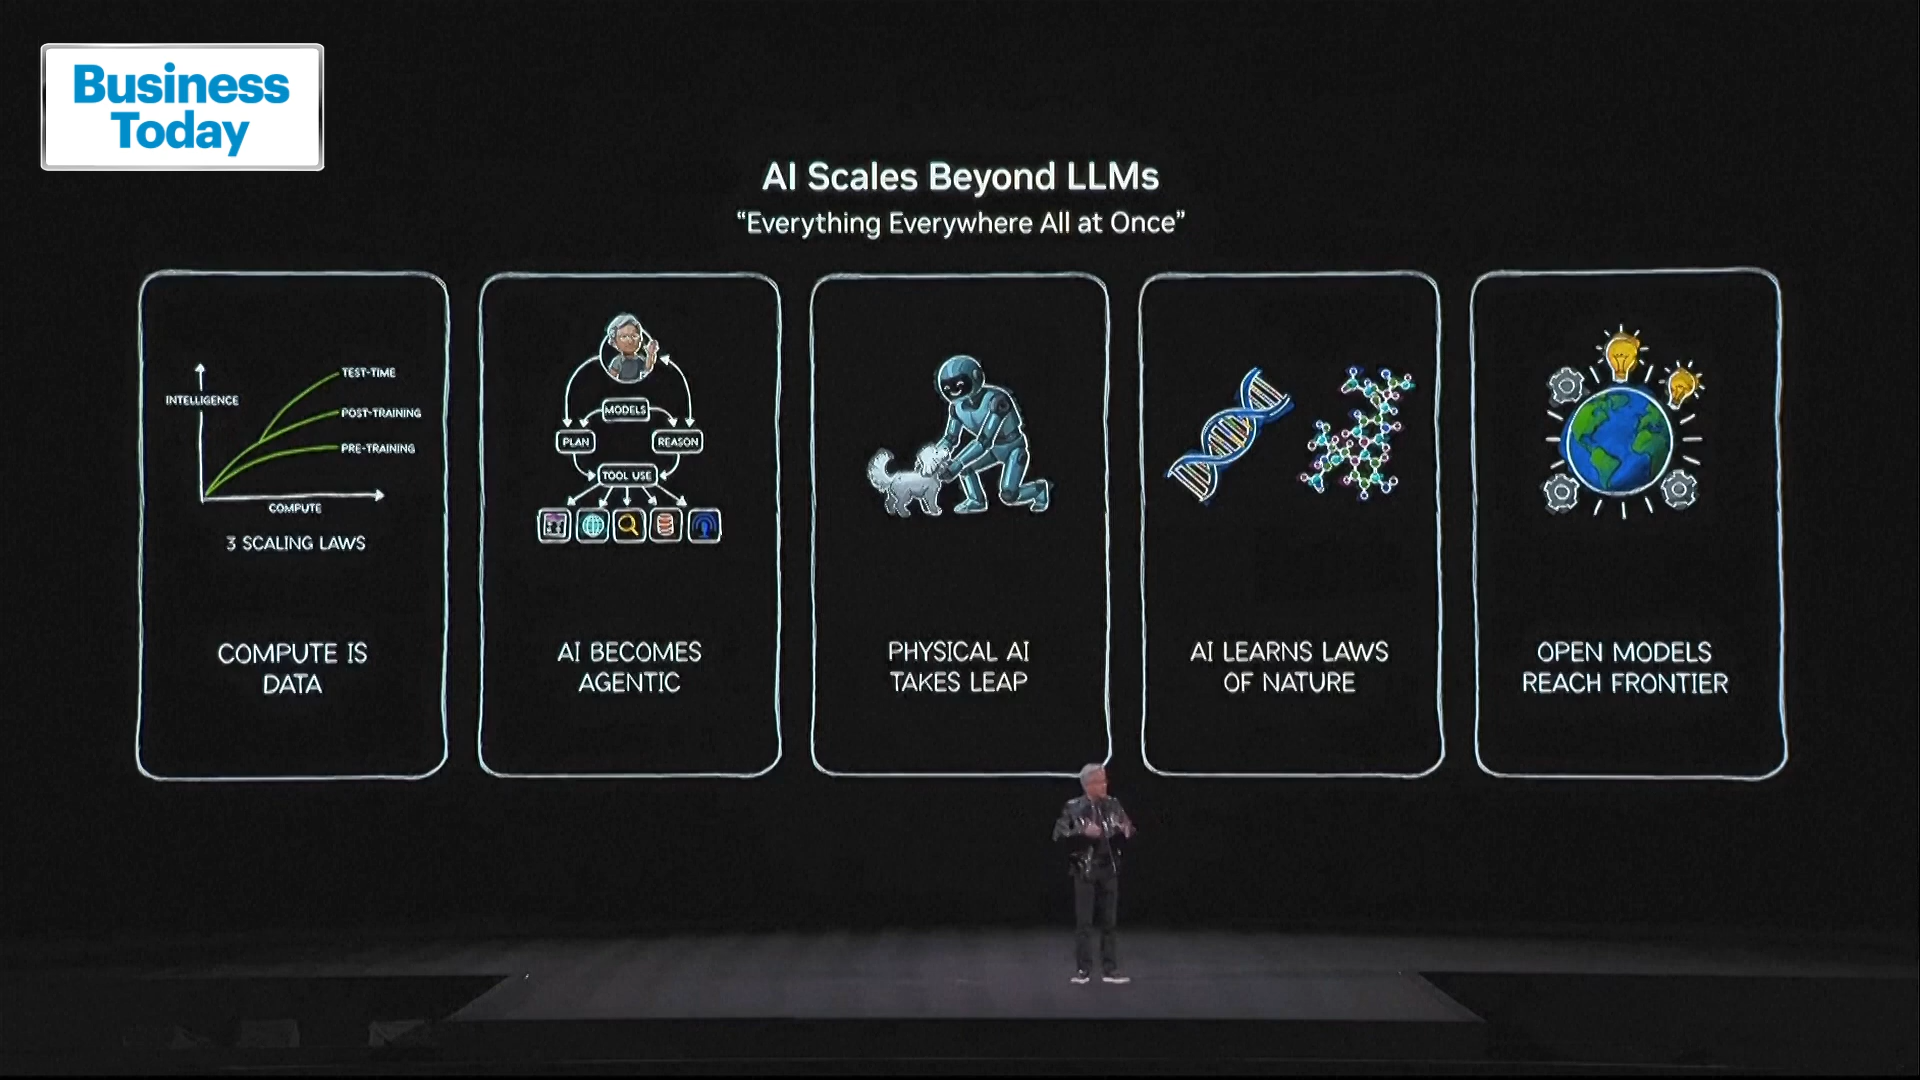 Business
Today
AI Scales Beyond LLMs
“Everything Everywhere All at Once”
INTELLIGENCE
TEST-TIME
POST-TRAINING
PRE-TRAINING
COMPUTE
3 SCALING LAWS
COMPUTE IS
DATA
MODELS
PLAN
REASON
TOOL USE
AI BECOMES
AGENTIC
PHYSICAL AI
TAKES LEAP
AI LEARNS LAWS
OF NATURE
OPEN MODELS
REACH FRONTIER